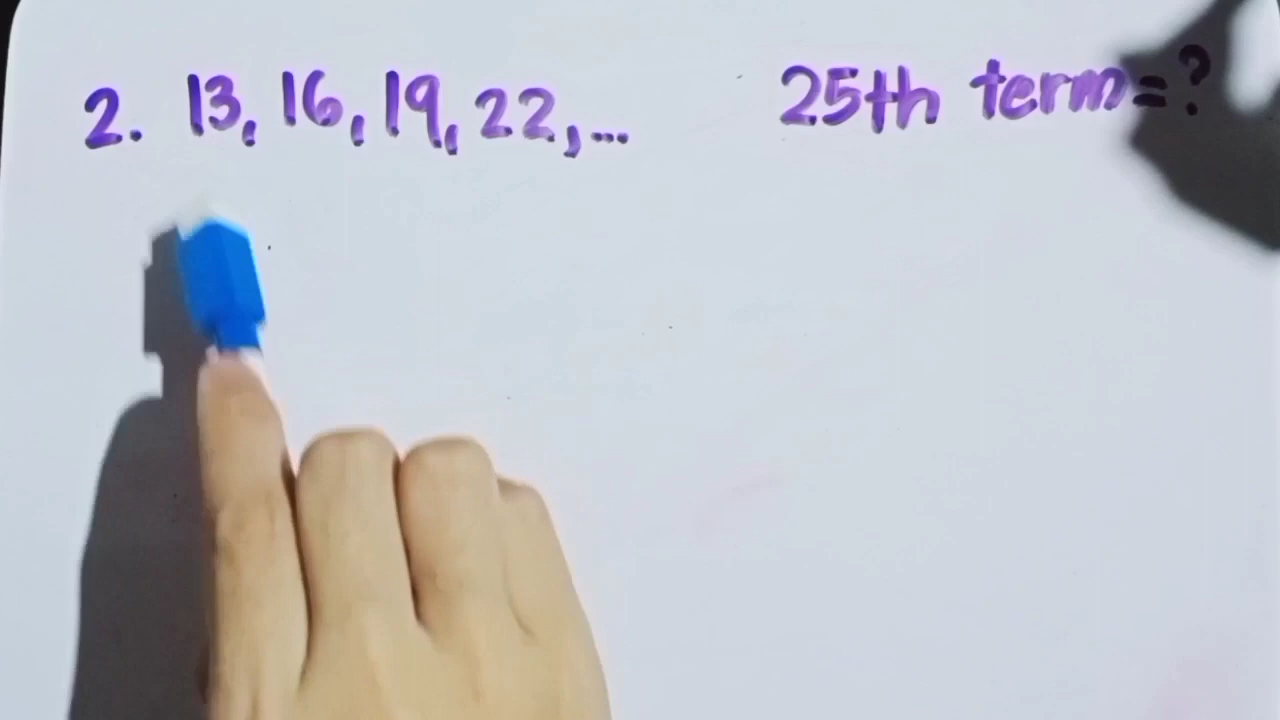 2. 13, 16, 19, 22, ... 25th term = ?